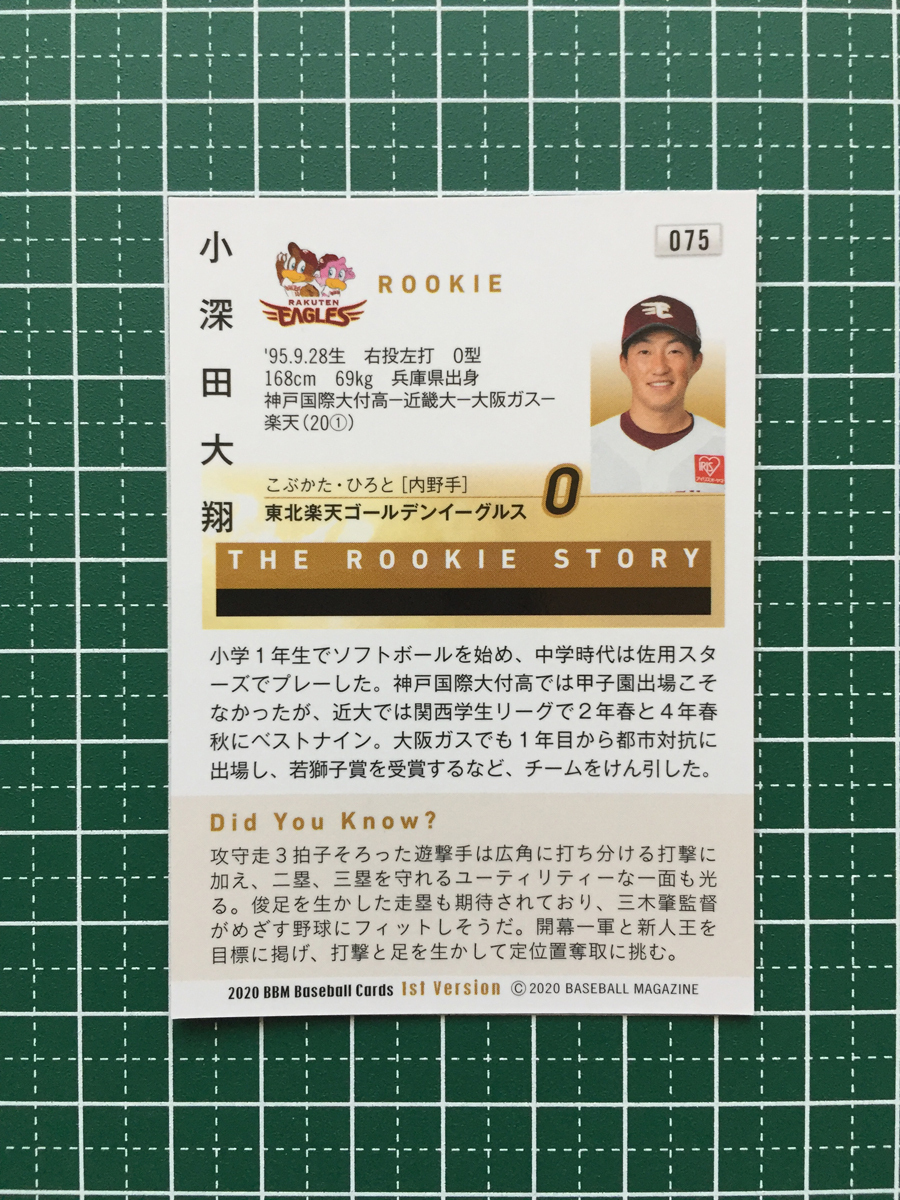 小深田大翔
RAKUTEN
EAGLES
ROOKIE
075
'95.9.28生　右投左打　O型
168cm　69kg　兵庫県出身
神戸国際大付高ー近畿大ー大阪ガスー
楽天(20①)
IRIS
アイリスオーヤマ
こぶかた・ひろと［内野手］
東北楽天ゴールデンイーグルス
0
THE ROOKIE STORY
小学1年生でソフトボールを始め、中学時代は佐用スタ
ーズでプレーした。神戸国際大付高では甲子園出場こそ
なかったが、近大では関西学生リーグで2年春と4年春
秋にベストナイン。大阪ガスでも1年目から都市対抗に
出場し、若獅子賞を受賞するなど、チームをけん引した。
Did You Know?
攻守走3拍子そろった遊撃手は広角に打ち分ける打撃に
加え、二塁、三塁を守れるユーティリティーな一面も光
る。俊足を生かした走塁も期待されており、三木肇監督
がめざす野球にフィットしそうだ。開幕一軍と新人王を
目標に掲げ、打撃と足を生かして定位置奪取に挑む。
2020 BBM Baseball Cards 1st Version ©2020 BASEBALL MAGAZINE